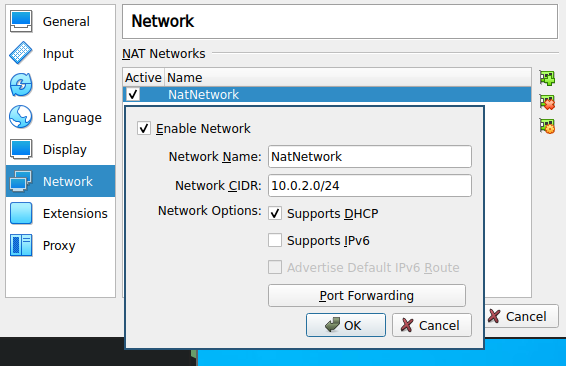 General
Input
Update
Language
Display
Network
Extensions
Proxy
Network
NAT Networks
Active Name
NatNetwork
Enable Network
Network Name: NatNetwork
Network CIDR: 10.0.2.0/24
Network Options: Supports DHCP
Supports IPv6
Advertise Default IPv6 Route
Port Forwarding
OK Cancel
Cancel